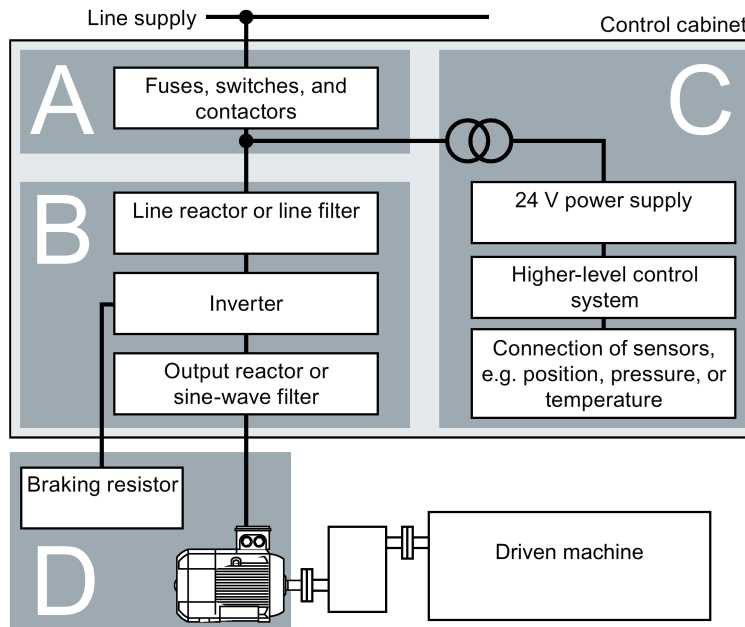 Line supply
Control cabinet
A
Fuses, switches, and
contactors
C
B
Line reactor or line filter
24 V power supply
Inverter
Higher-level control
system
Output reactor or
sine-wave filter
Connection of sensors,
e.g. position, pressure, or
temperature
Braking resistor
D
Driven machine